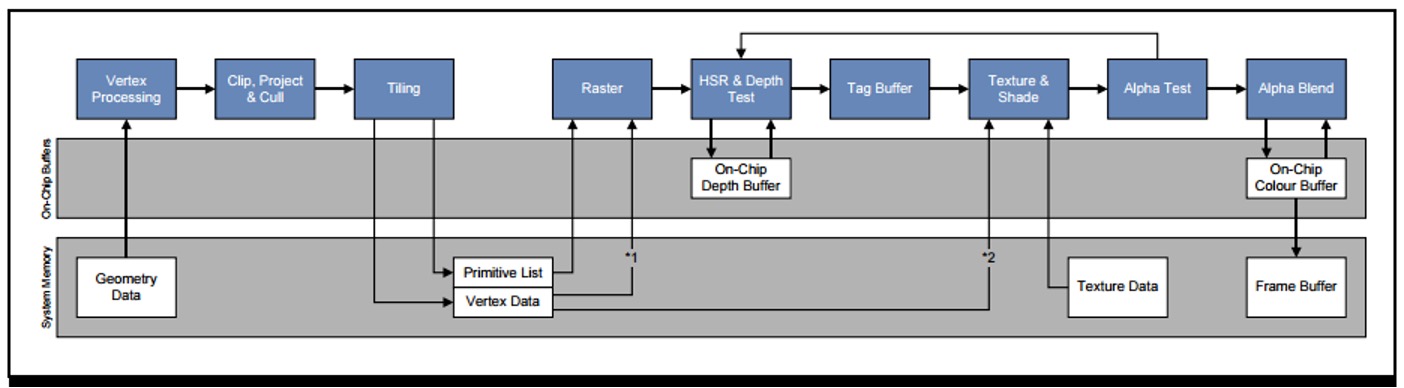 Vertex
Processing
Clip, Project
& Cull
Tiling
Raster
HSR & Depth
Test
Tag Buffer
Texture &
Shade
Alpha Test
Alpha Blend
On-Chip Buffers
On-Chip
Depth Buffer
On-Chip
Colour Buffer
System Memory
Geometry
Data
Primitive List
Vertex Data
*1
*2
Texture Data
Frame Buffer